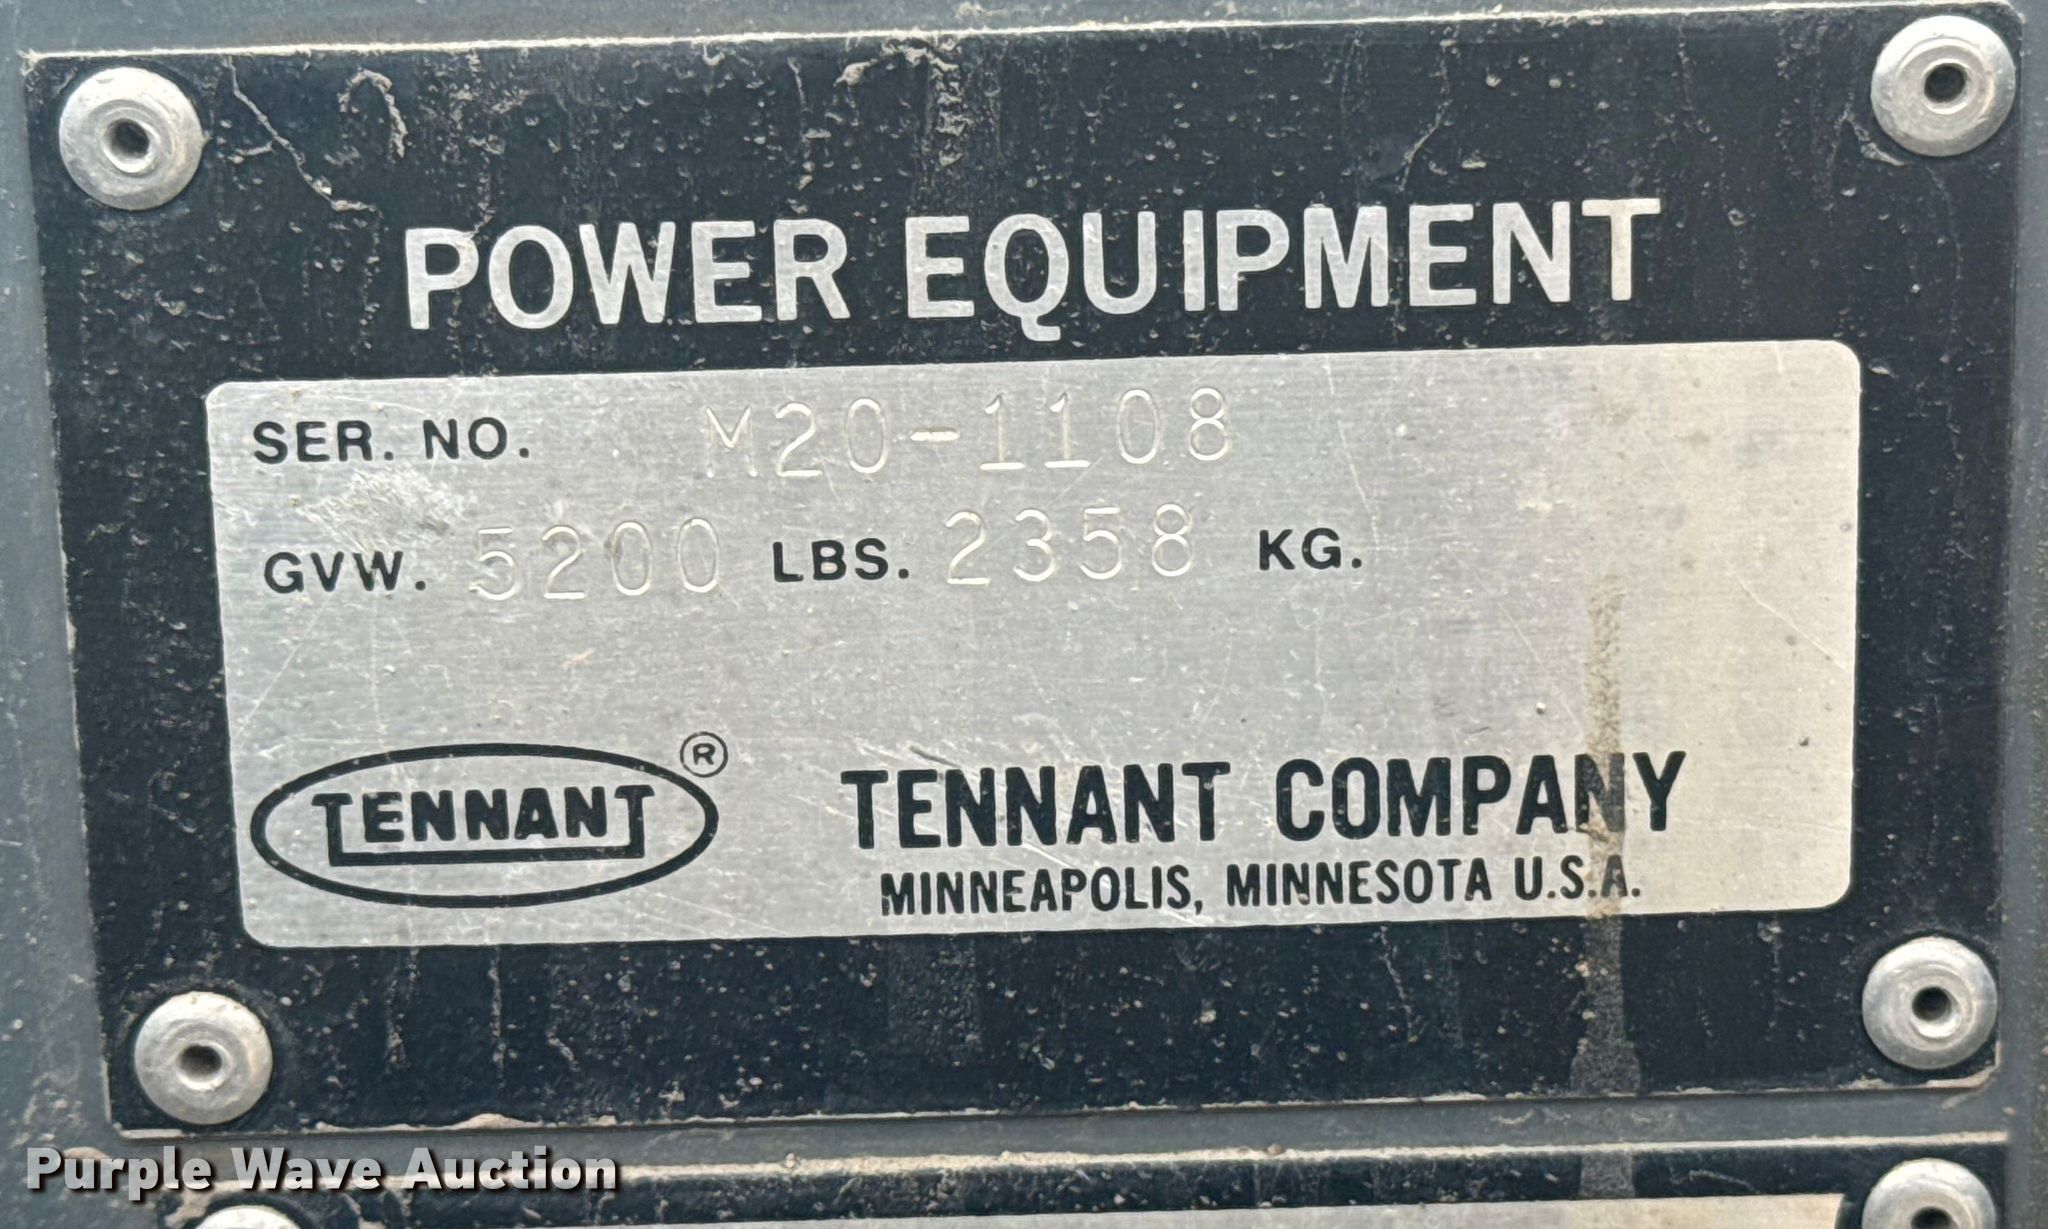 POWER EQUIPMENT
SER. NO. M20-1108
GVW. 5200 LBS. 2358 KG.
TENNANT ®
TENNANT COMPANY
MINNEAPOLIS, MINNESOTA U.S.A.
Purple Wave Auction